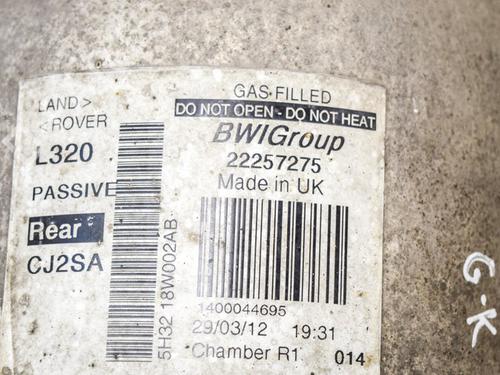 LAND>
<ROVER
L320
PASSIVE
Rear
CJ2SA
5H32 18W002AB
GAS FILLED
DO NOT OPEN - DO NOT HEAT
BWIGroup
22257275
Made in UK
1400044695
29/03/12 19:31
Chamber R1 014
G-K